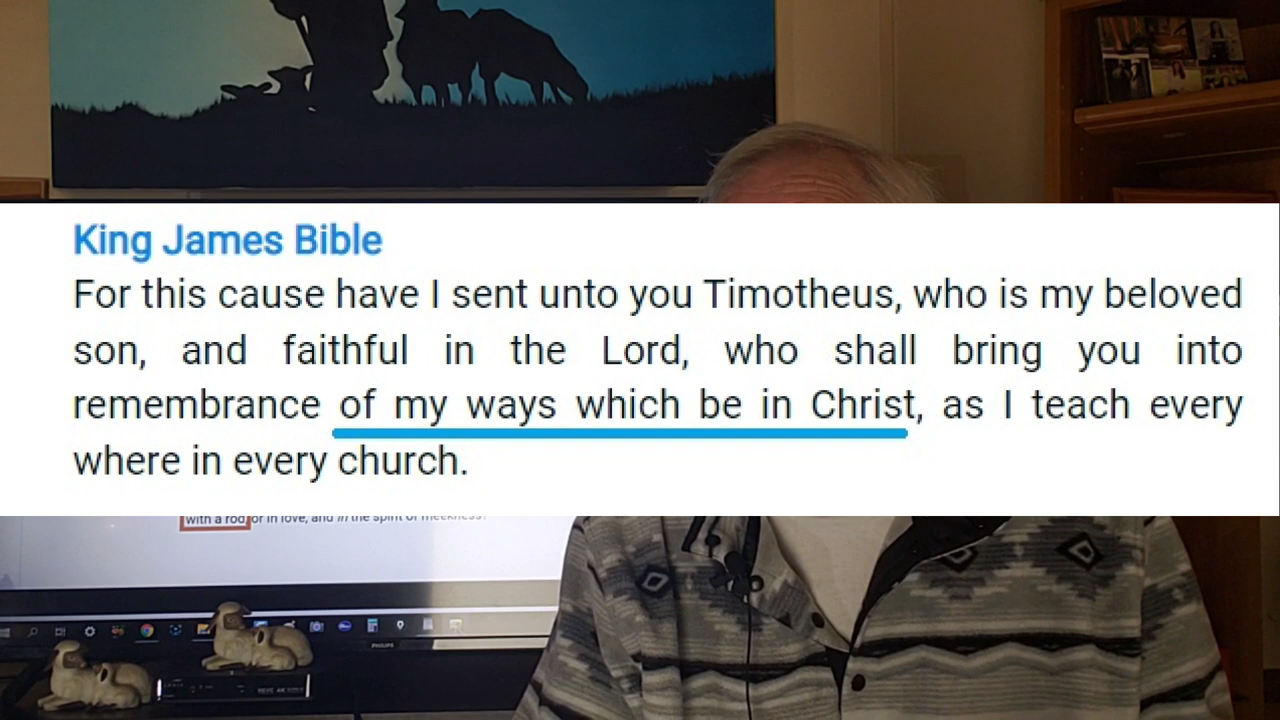 King James Bible
For this cause have I sent unto you Timotheus, who is my beloved
son, and faithful in the Lord, who shall bring you into
remembrance of my ways which be in Christ, as I teach every
where in every church.
with a rod or in love, and in the spirit of meekness?
PHILIPS